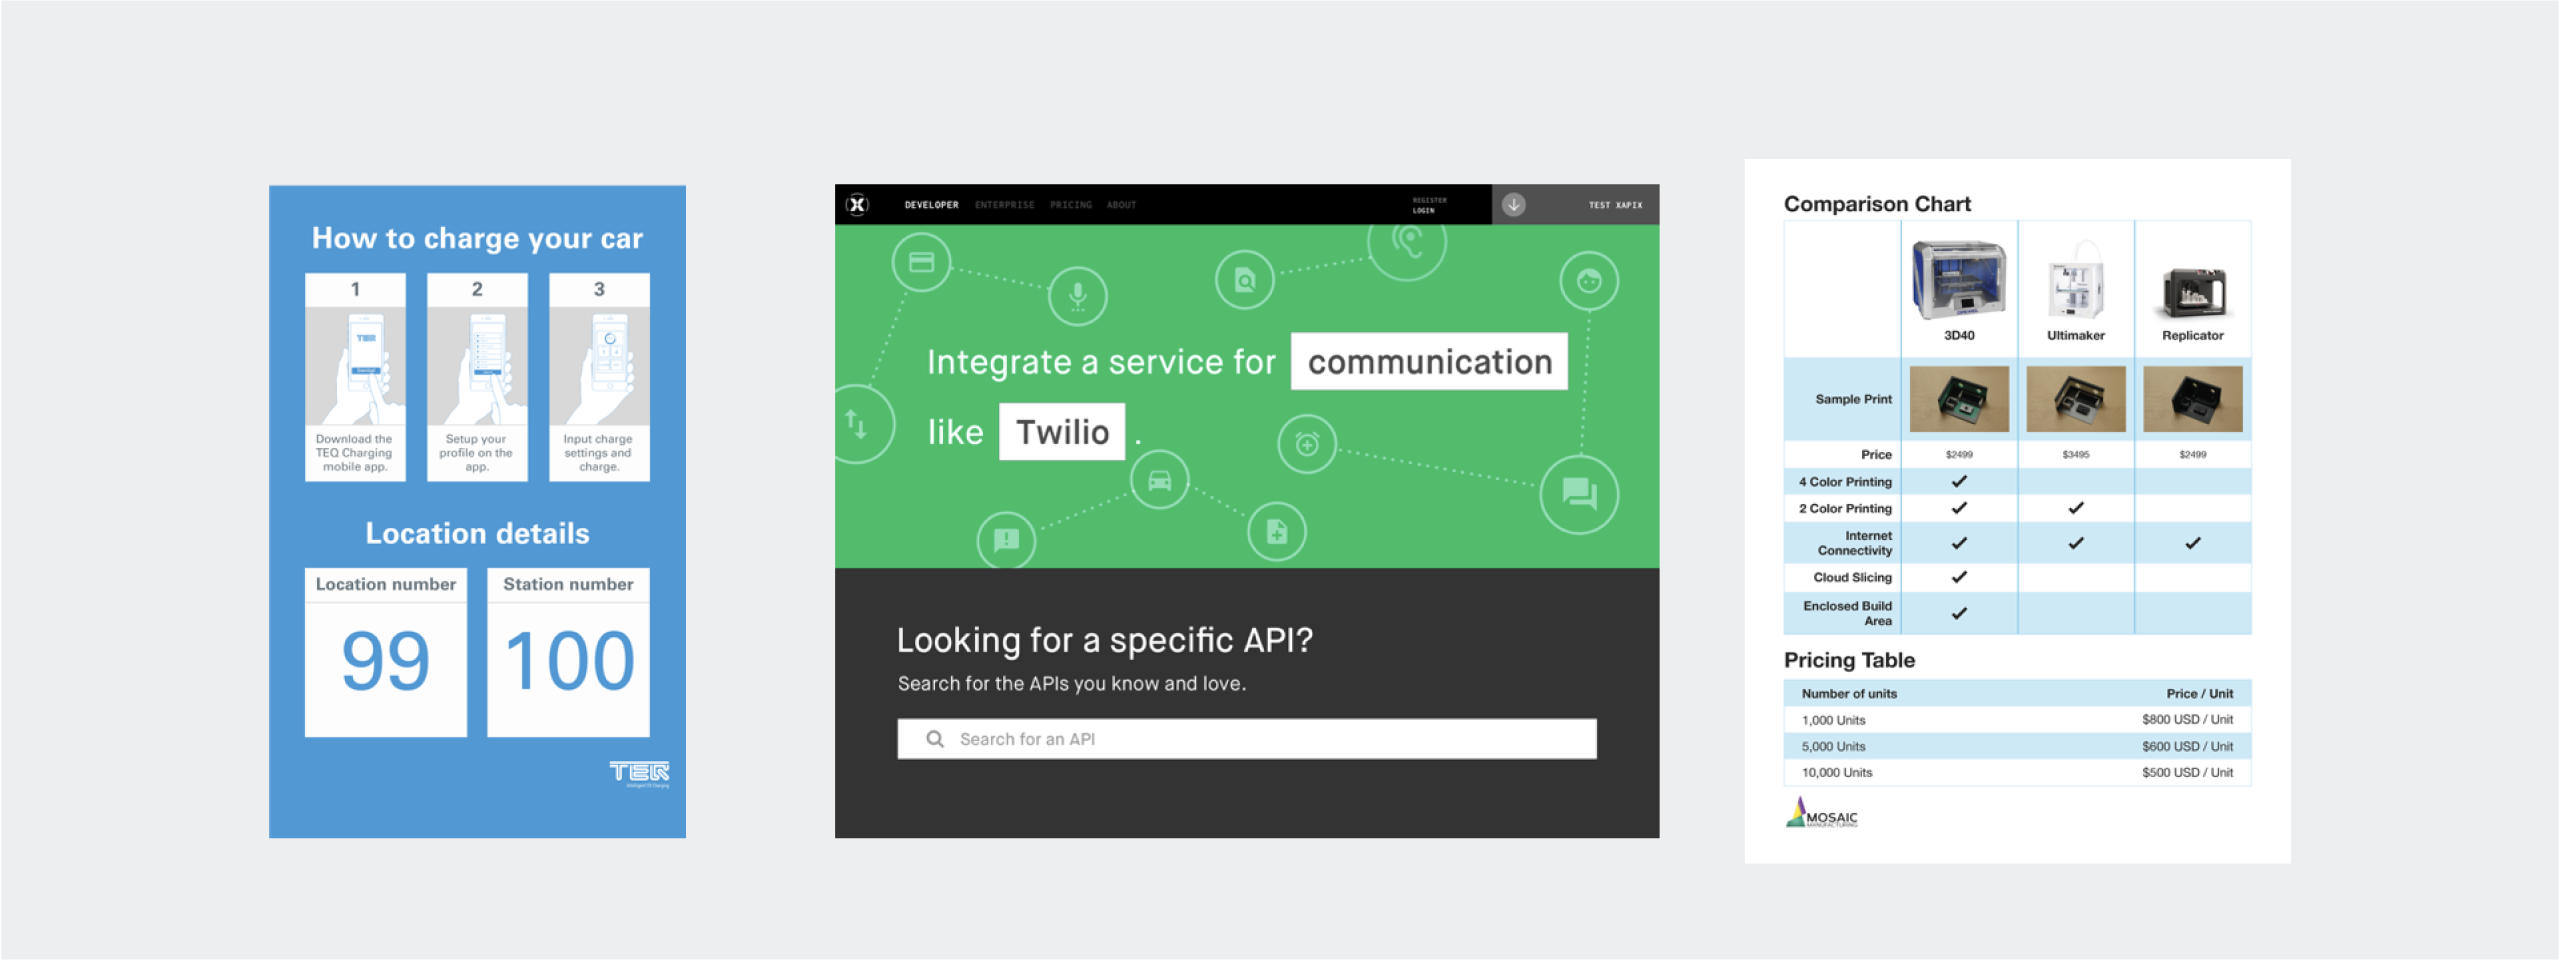 How to charge your car
1
2
3
TEQ
Download the
TEQ Charging
mobile app.
Setup your
profile on the
app.
Input charge
settings and
charge.
Location details
Location number
Station number
99
100
TEQ
Intelligent EV Charging
X
DEVELOPER ENTERPRISE PRICING ABOUT
REGISTER
LOGIN
TEST XAPIX
Integrate a service for communication
like Twilio .
Looking for a specific API?
Search for the APIs you know and love.
Search for an API
Comparison Chart
3D40 Ultimaker Replicator
Sample Print
Price $2499 $3495 $2499
4 Color Printing
2 Color Printing
Internet
Connectivity
Cloud Slicing
Enclosed Build
Area
Pricing Table
Number of units Price / Unit
1,000 Units $800 USD / Unit
5,000 Units $600 USD / Unit
10,000 Units $500 USD / Unit
MOSAIC
MANUFACTURING